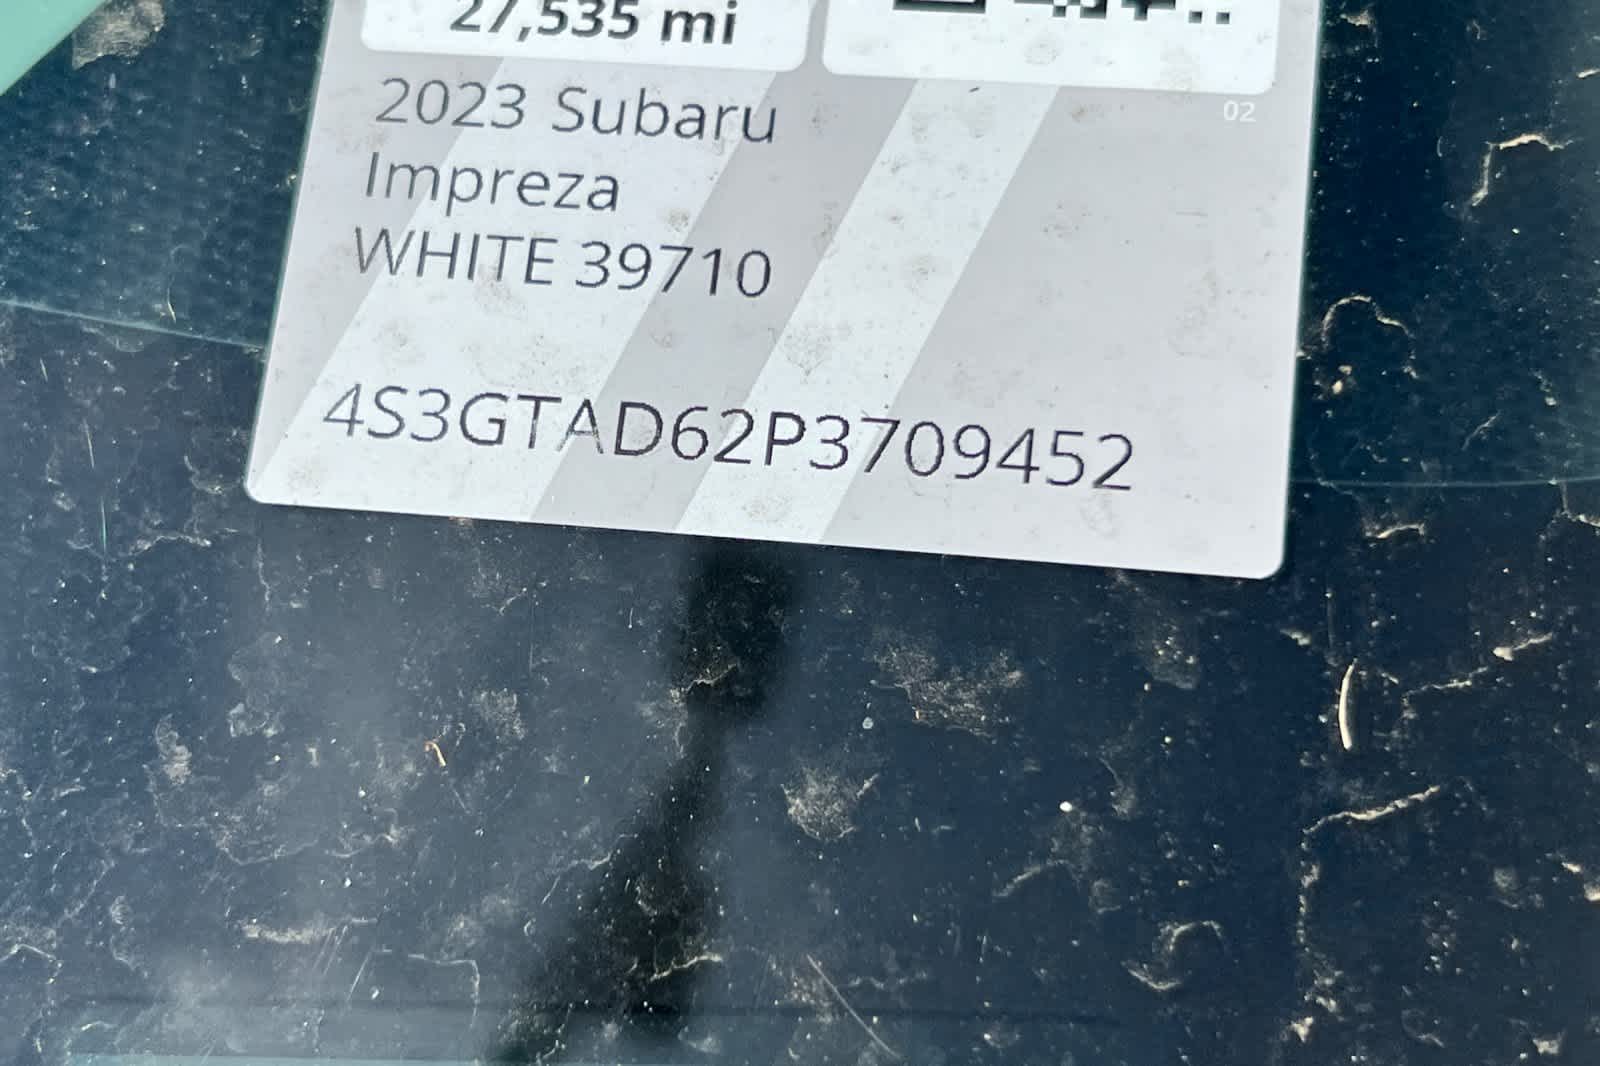 27,535 mi
02
2023 Subaru
Impreza
WHITE 39710
4S3GTAD62P3709452